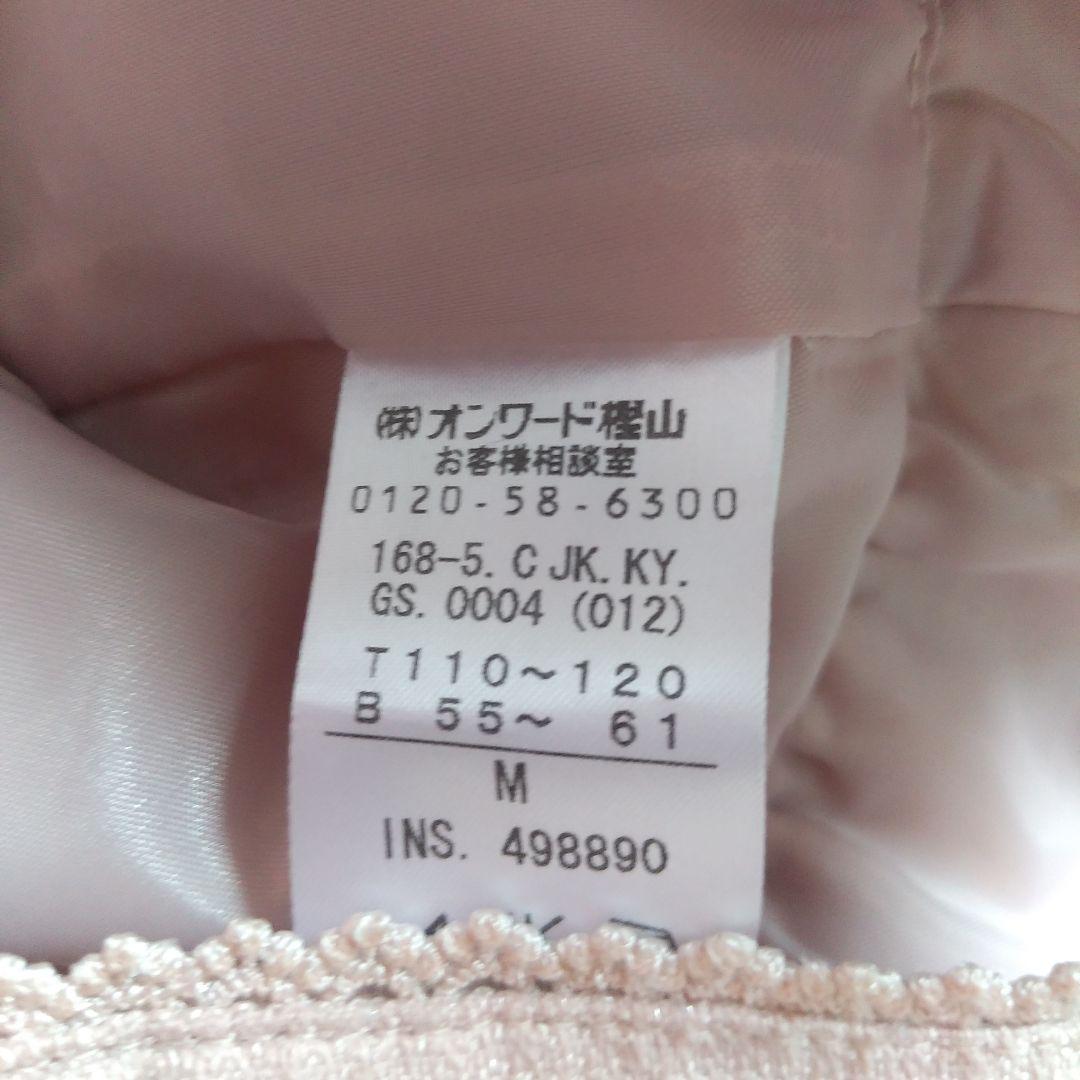 ㈱オンワード樫山
お客様相談室
0120-58-6300
168-5. C JK. KY.
GS. 0004 (012)
T 110～120
B 55～ 61
M
INS. 498890